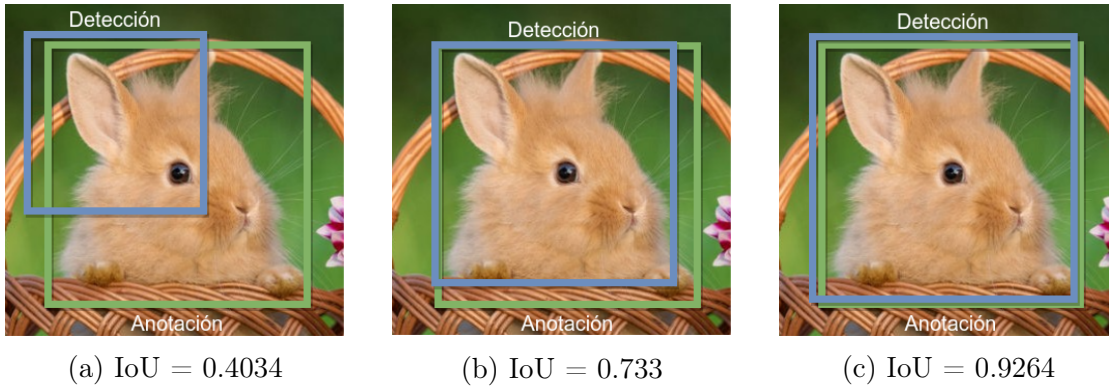 Detección
Anotación
(a) IoU = 0.4034
Detección
Anotación
(b) IoU = 0.733
Detección
Anotación
(c) IoU = 0.9264